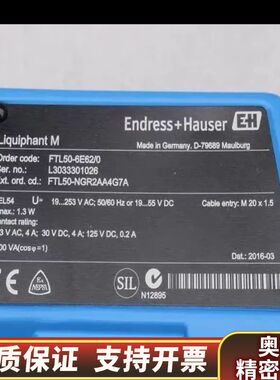 Liquiphant M
Endress+Hauser EH
Made in Germany, D-79689 Maulburg
Order code: FTL50-6E62/0
Ser. no.: L3033301026
Ext. ord. cd.: FTL50-NGR2AA4G7A
EL54 U= 19...253 V AC; 50/60 Hz or 19...55 V DC
max. 1.3 W
Cable entry: M 20 x 1.5
3 V AC, 4 A; 30 V DC, 4 A; 125 V DC, 0.2 A
00 VA(cosφ=1)
Dat.: 2016-03
SIL
N12895
质保证 支持开票
奥
精密